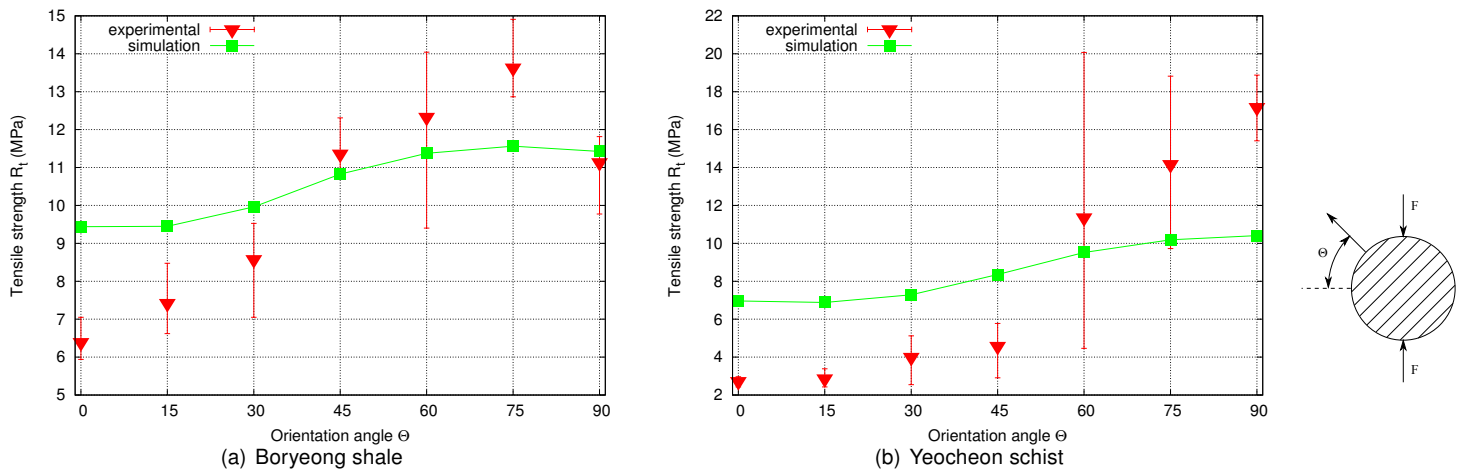 experimental
simulation
15
14
13
12
11
10
9
8
7
6
5
Tensile strength Rt (MPa)
0 15 30 45 60 75 90
Orientation angle Θ
(a) Boryeong shale
experimental
simulation
22
20
18
16
14
12
10
8
6
4
2
Tensile strength Rt (MPa)
0 15 30 45 60 75 90
Orientation angle Θ
(b) Yeocheon schist
F
Θ
F